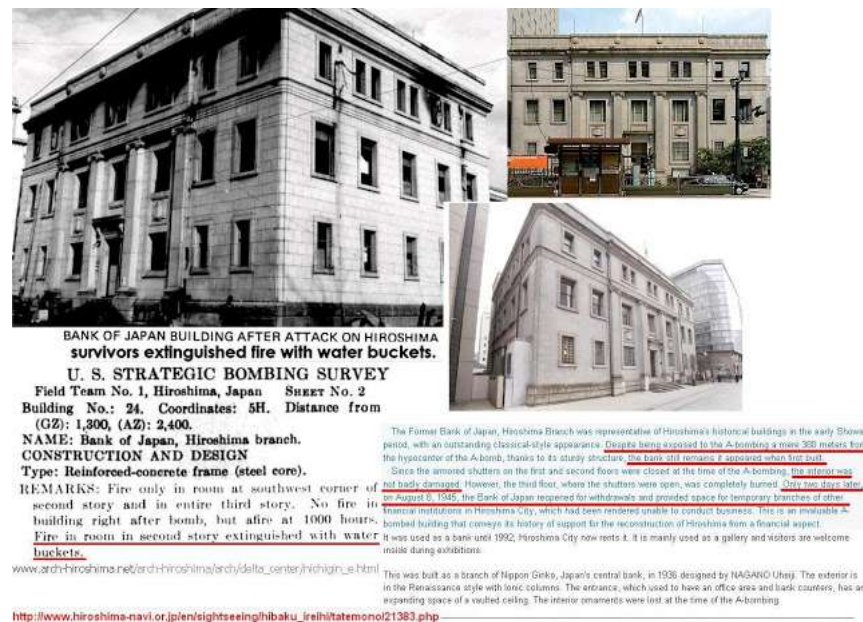 BANK OF JAPAN BUILDING AFTER ATTACK ON HIROSHIMA
survivors extinguished fire with water buckets.
U. S. STRATEGIC BOMBING SURVEY
Field Team No. 1, Hiroshima, Japan SHEET No. 2
Building No.: 24. Coordinates: 5H. Distance from
(GZ): 1,300, (AZ): 2,400.
NAME: Bank of Japan, Hiroshima branch.
CONSTRUCTION AND DESIGN
Type: Reinforced-concrete frame (steel core).
REMARKS: Fire only in room at southwest corner of
second story and in entire third story. No fire in
building right after bomb, but afire at 1000 hours.
Fire in room in second story extinguished with water
buckets.
www.arch-hiroshima.net/arch-hiroshima/arch/delta_center/nichigin_e.html
The Former Bank of Japan, Hiroshima Branch was representative of Hiroshima's historical buildings in the early Showa
period, with an outstanding classical-style appearance. Despite being exposed to the A-bombing a mere 380 meters from
the hypocenter of the A-bomb, thanks to its sturdy structure, the bank still remains it appeared when first built.
Since the armored shutters on the first and second floors were closed at the time of the A-bombing, the interior was
not badly damaged. However, the third floor, where the shutters were open, was completely burned. Only two days later,
on August 8, 1945, the Bank of Japan reopened for withdrawals and provided space for temporary branches of other
financial institutions in Hiroshima City, which had been rendered unable to conduct business. This is an invaluable A-
bombed building that conveys its history of support for the reconstruction of Hiroshima from a financial aspect.
It was used as a bank until 1992; Hiroshima City now rents it. It is mainly used as a gallery and visitors are welcome
inside during exhibitions.
This was built as a branch of Nippon Ginko, Japan's central bank, in 1936 designed by NAGANO Uheiji. The exterior is
in the Renaissance style with Ionic columns. The entrance, which used to have an office area and bank counters, has an
expanding space of a vaulted ceiling. The interior ornaments were lost at the time of the A-bombing.
http://www.hiroshima-navi.or.jp/en/sightseeing/hibaku_ireihi/tatemono/21383.php